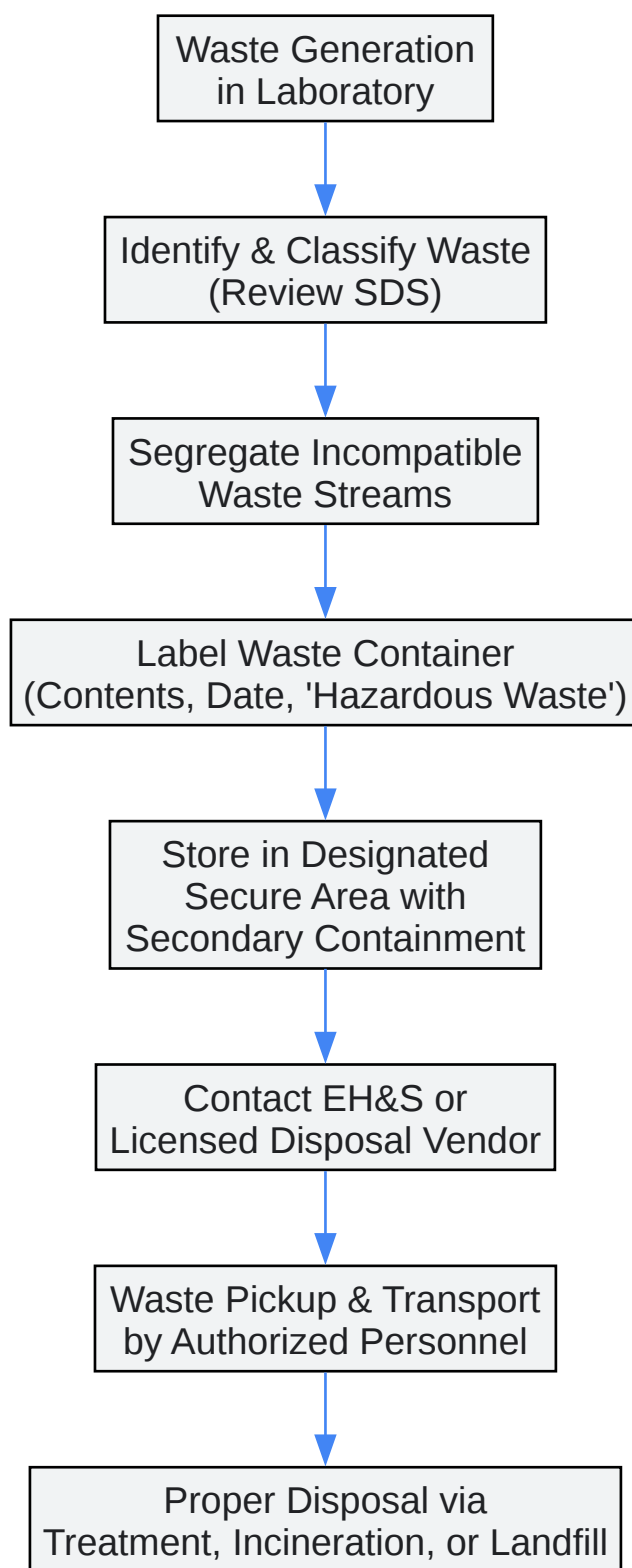 Waste Generation
in Laboratory
Identify & Classify Waste
(Review SDS)
Segregate Incompatible
Waste Streams
Label Waste Container
(Contents, Date, 'Hazardous Waste')
Store in Designated
Secure Area with
Secondary Containment
Contact EH&S or
Licensed Disposal Vendor
Waste Pickup & Transport
by Authorized Personnel
Proper Disposal via
Treatment, Incineration, or Landfill